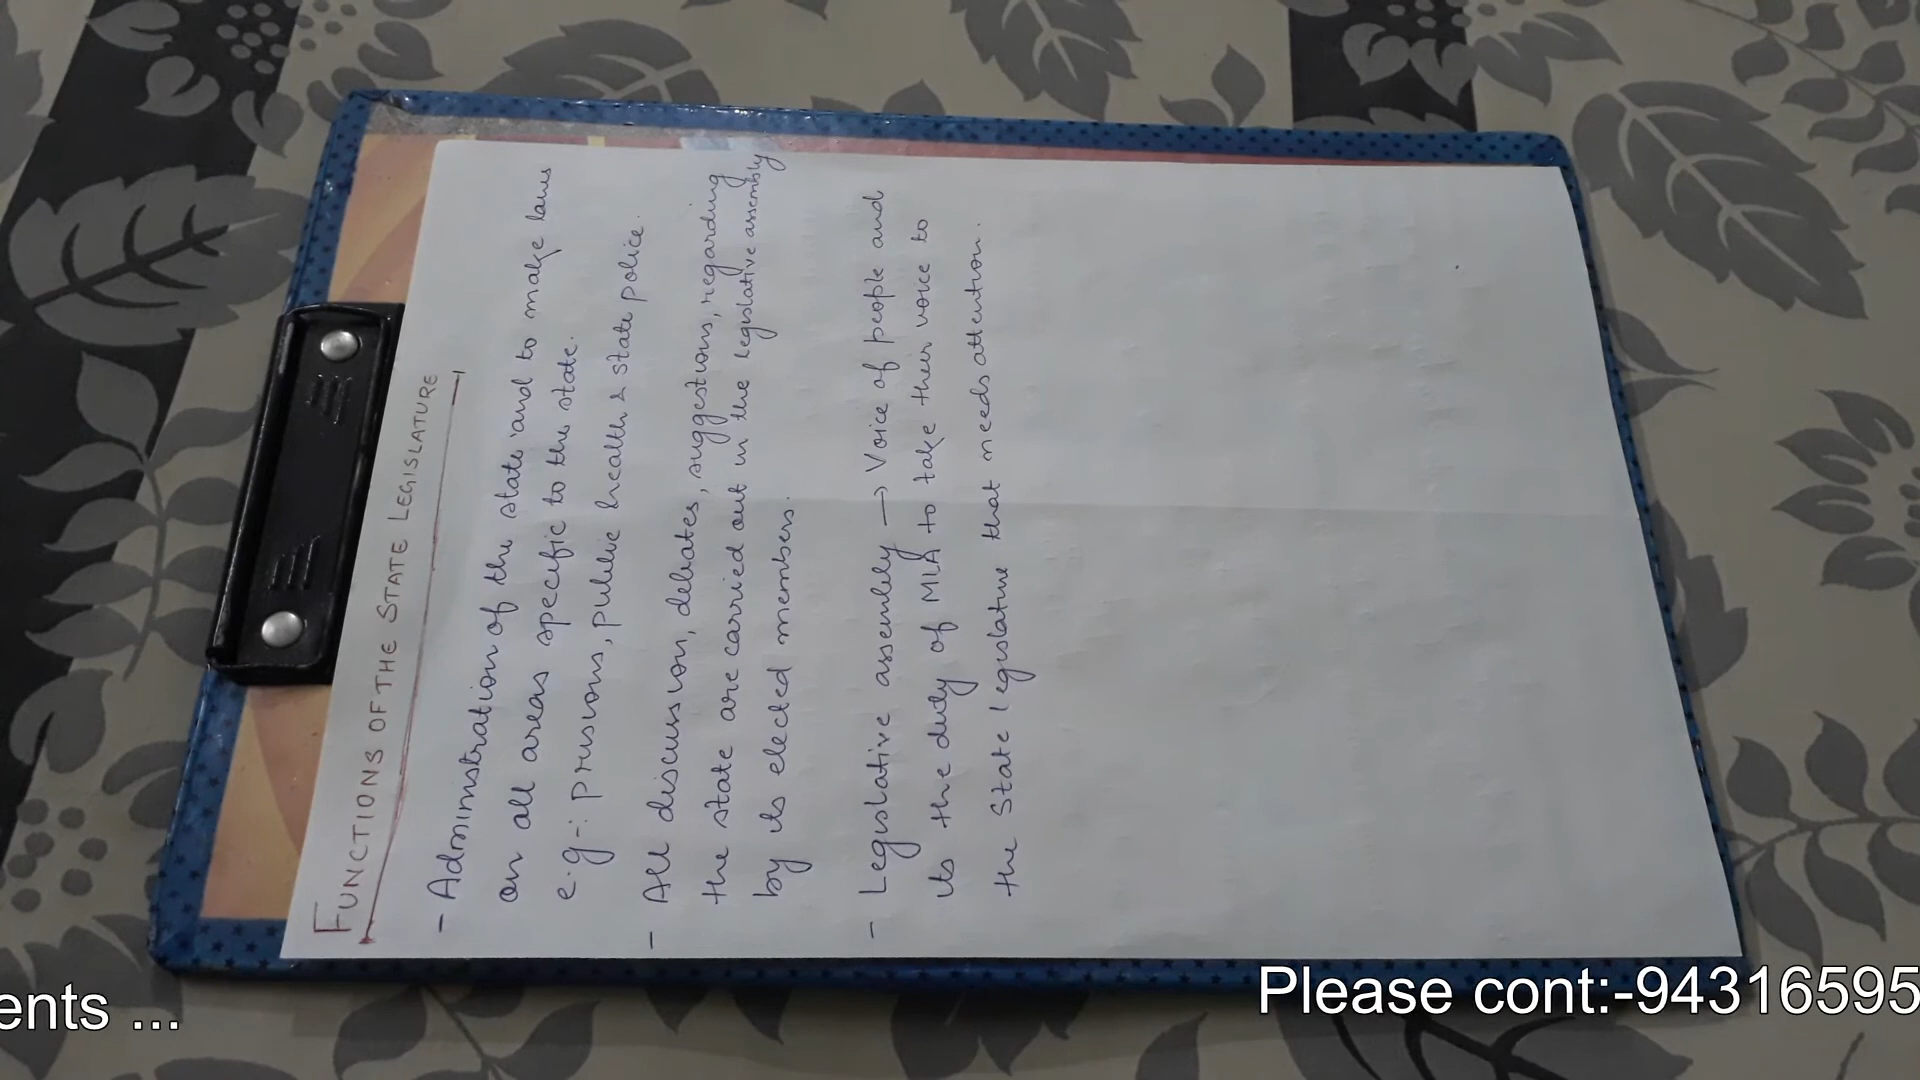 FUNCTIONS OF THE STATE LEGISLATURE
- Administration of the state and to make laws
on all areas specific to the state.
e.g-: prisions, public health & state police.
- All discussion, debates, suggestions, regarding
the state are carried out in the legislative assembly
by its elected members.
- Legislative assembly → Voice of people and
its the duty of MLA to take their voice to
the State legislature that needs attention.
ents ...
Please cont:-94316595